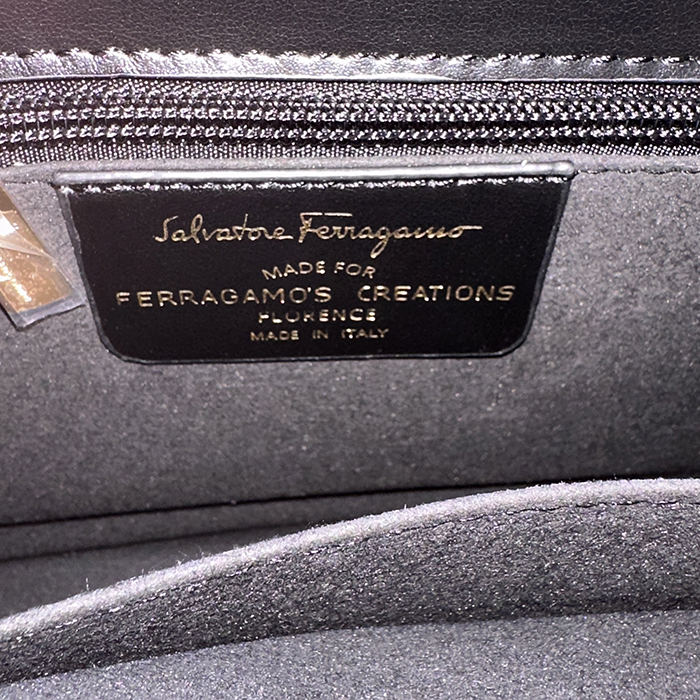 Salvatore Ferragamo
MADE FOR
FERRAGAMO'S CREATIONS
FLORENCE
MADE IN ITALY